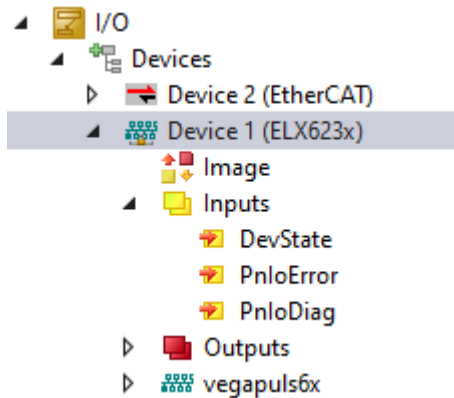 I/O
Devices
Device 2 (EtherCAT)
Device 1 (ELX623x)
Image
Inputs
DevState
PnIoError
PnIoDiag
Outputs
vegapuls6x